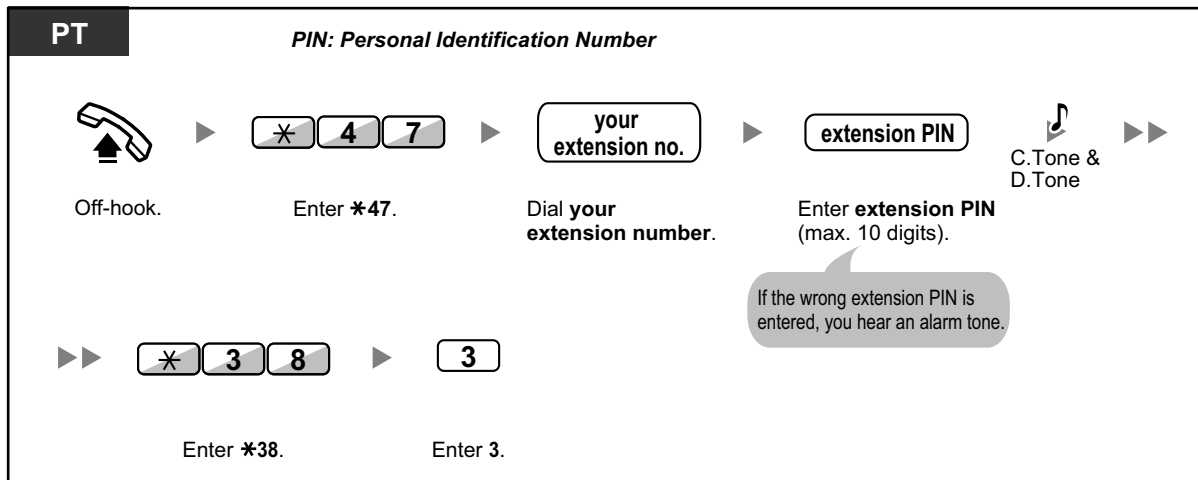 PT
PIN: Personal Identification Number
✳ 4 7
your
extension no.
extension PIN
C.Tone &
D.Tone
Off-hook.
Enter ✳47.
Dial your
extension number.
Enter extension PIN
(max. 10 digits).
If the wrong extension PIN is
entered, you hear an alarm tone.
✳ 3 8
3
Enter ✳38.
Enter 3.